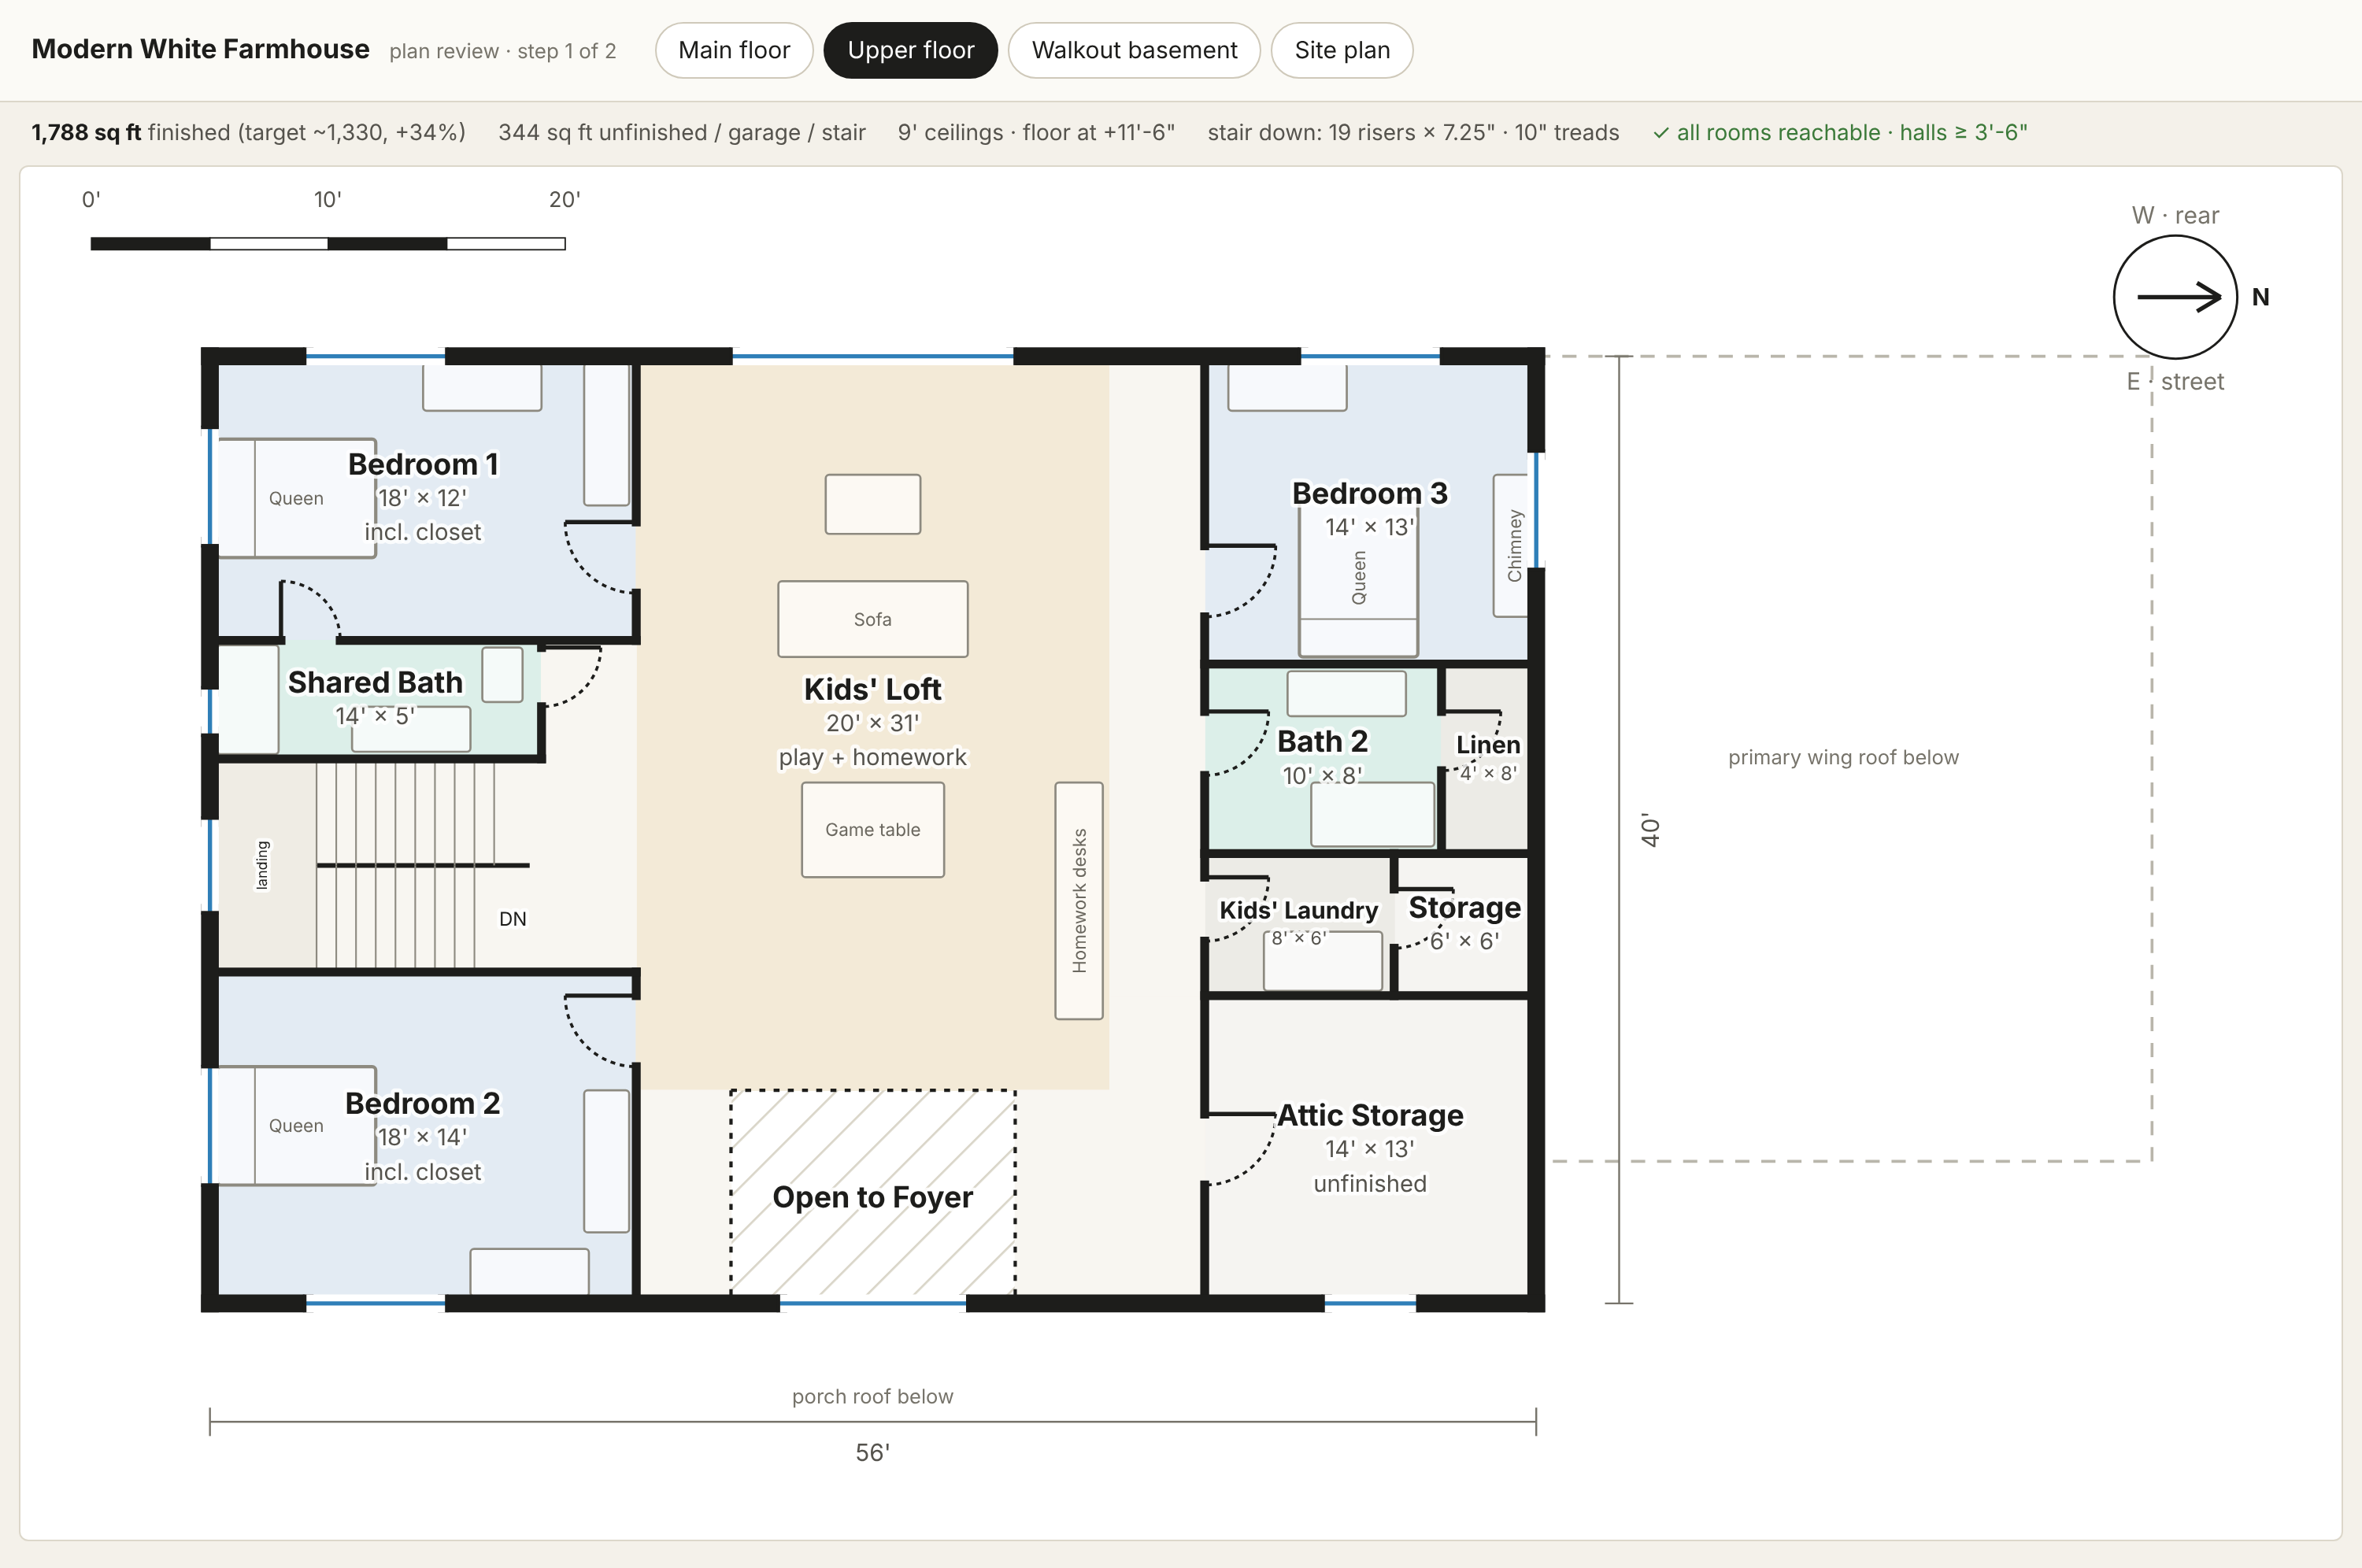 Modern White Farmhouse plan review · step 1 of 2 Main floor Upper floor Walkout basement Site plan
1,788 sq ft finished (target ~1,330, +34%) 344 sq ft unfinished / garage / stair 9' ceilings · floor at +11'-6" stair down: 19 risers × 7.25" · 10" treads ✓ all rooms reachable · halls ≥ 3'-6"
0' 10' 20'
W · rear
N
E · street
Bedroom 1
18' × 12'
incl. closet
Queen
Bedroom 3
14' × 13'
Queen
Chimney
Sofa
Shared Bath
14' × 5'
Kids' Loft
20' × 31'
play + homework
Game table
Homework desks
Bath 2
10' × 8'
Linen
4' × 8'
primary wing roof below
40'
landing
DN
Kids' Laundry
8' × 6'
Storage
6' × 6'
Bedroom 2
18' × 14'
incl. closet
Queen
Open to Foyer
Attic Storage
14' × 13'
unfinished
porch roof below
56'